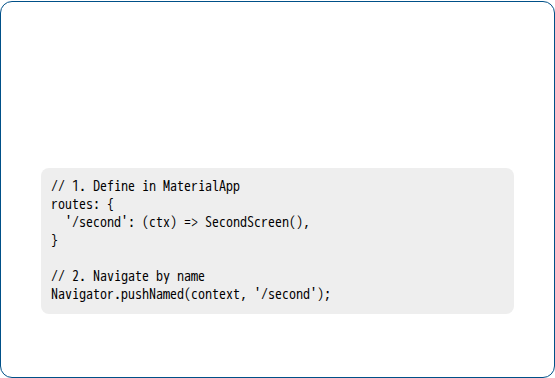 // 1. Define in MaterialApp
routes: {
  '/second': (ctx) => SecondScreen(),
}

// 2. Navigate by name
Navigator.pushNamed(context, '/second');